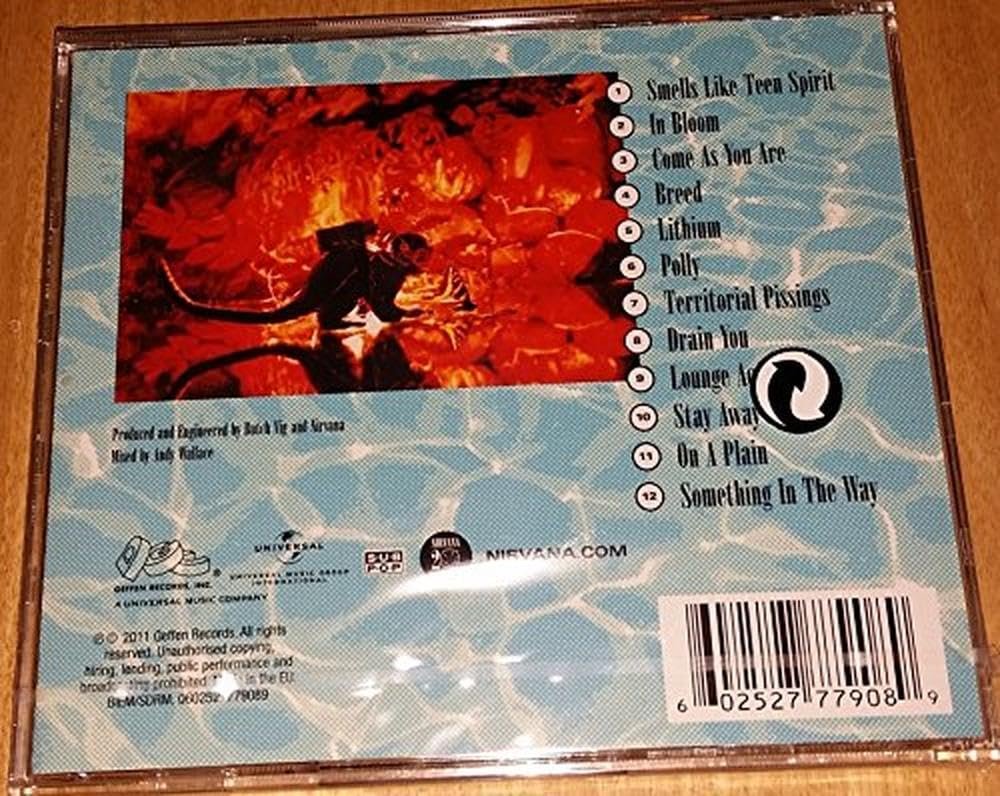 1 Smells Like Teen Spirit
2 In Bloom
3 Come As You Are
4 Breed
5 Lithium
6 Polly
7 Territorial Pissings
8 Drain You
9 Lounge
10 Stay Away
11 On A Plain
12 Something In The Way
Produced and Engineered by Butch Vig and Nirvana
Mixed by Andy Wallace
GEFFEN RECORDS, INC.
A UNIVERSAL MUSIC COMPANY
UNIVERSAL
UNIVERSAL MUSIC GROUP
INTERNATIONAL
SUB
POP
NIRVANA
NIRVANA.COM
℗ © 2011 Geffen Records. All rights
reserved. Unauthorised copying,
hiring, lending, public performance and
prohibited. in the EU.
BIEM/SDRM. 779089
6 02527 77908 9